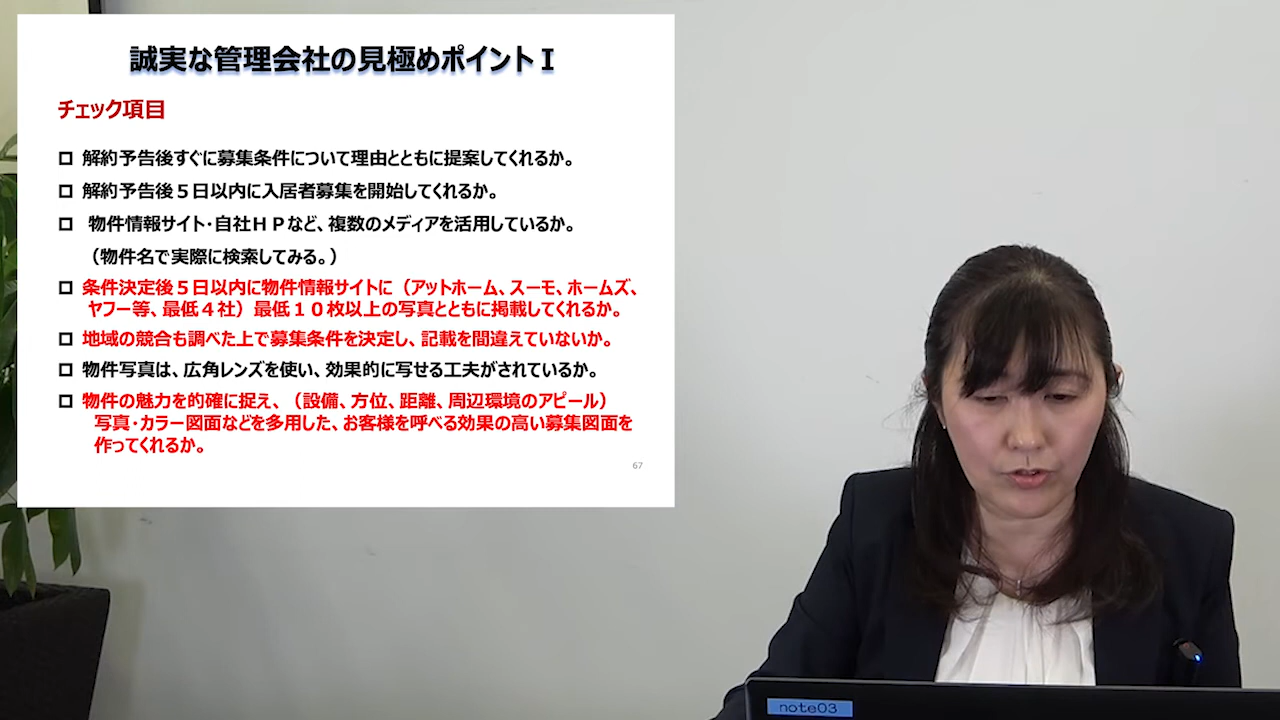 誠実な管理会社の見極めポイントⅠ
チェック項目
□ 解約予告後すぐに募集条件について理由とともに提案してくれるか。
□ 解約予告後５日以内に入居者募集を開始してくれるか。
□ 物件情報サイト・自社ＨＰなど、複数のメディアを活用しているか。
（物件名で実際に検索してみる。）
□ 条件決定後５日以内に物件情報サイトに（アットホーム、スーモ、ホームズ、
ヤフー等、最低４社）最低１０枚以上の写真とともに掲載してくれるか。
□ 地域の競合も調べた上で募集条件を決定し、記載を間違えていないか。
□ 物件写真は、広角レンズを使い、効果的に写せる工夫がされているか。
□ 物件の魅力を的確に捉え、（設備、方位、距離、周辺環境のアピール）
写真・カラー図面などを多用した、お客様を呼べる効果の高い募集図面を
作ってくれるか。
67
note03